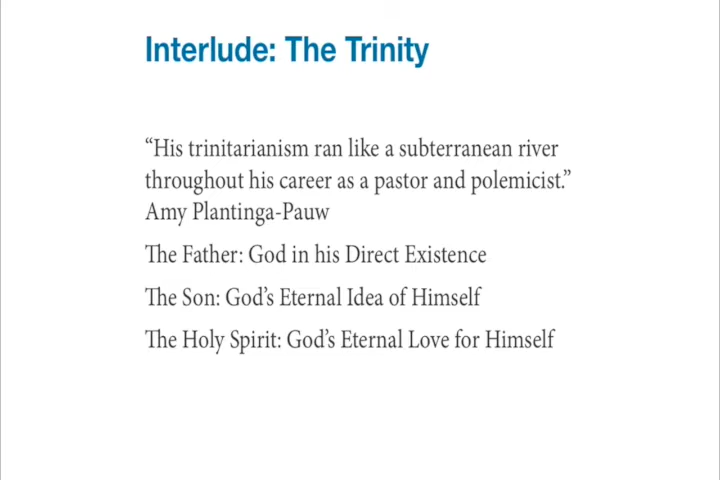 Interlude: The Trinity
“His trinitarianism ran like a subterranean river
throughout his career as a pastor and polemicist.”
Amy Plantinga-Pauw
The Father: God in his Direct Existence
The Son: God’s Eternal Idea of Himself
The Holy Spirit: God’s Eternal Love for Himself